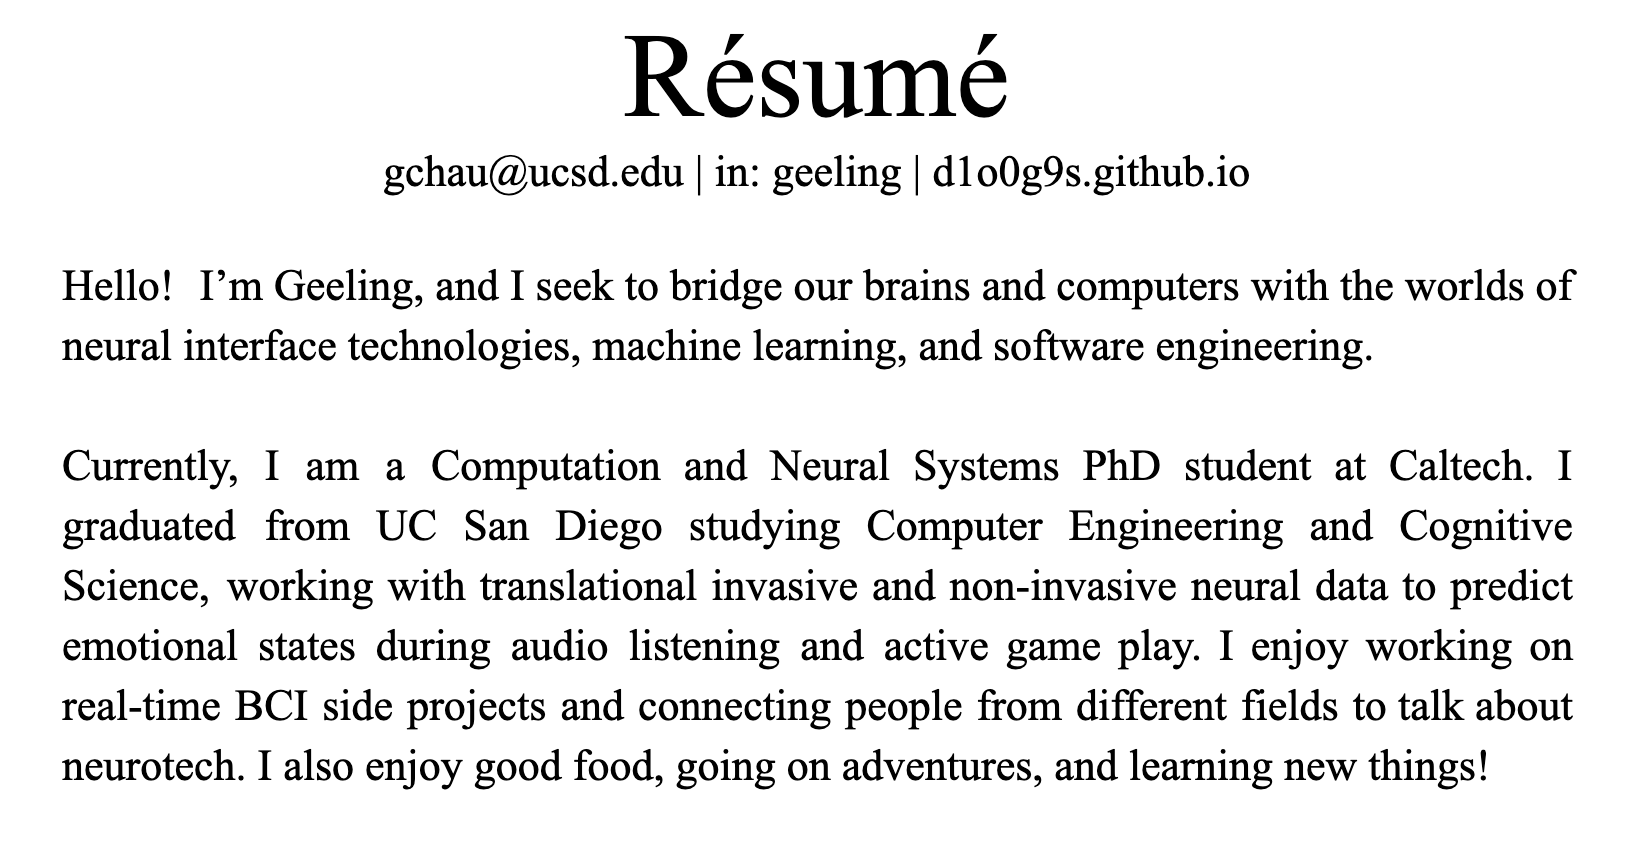 Résumé
gchau@ucsd.edu | in: geeling | d1o0g9s.github.io
Hello!  I’m Geeling, and I seek to bridge our brains and computers with the worlds of
neural interface technologies, machine learning, and software engineering.
Currently, I am a Computation and Neural Systems PhD student at Caltech. I
graduated from UC San Diego studying Computer Engineering and Cognitive
Science, working with translational invasive and non-invasive neural data to predict
emotional states during audio listening and active game play. I enjoy working on
real-time BCI side projects and connecting people from different fields to talk about
neurotech. I also enjoy good food, going on adventures, and learning new things!